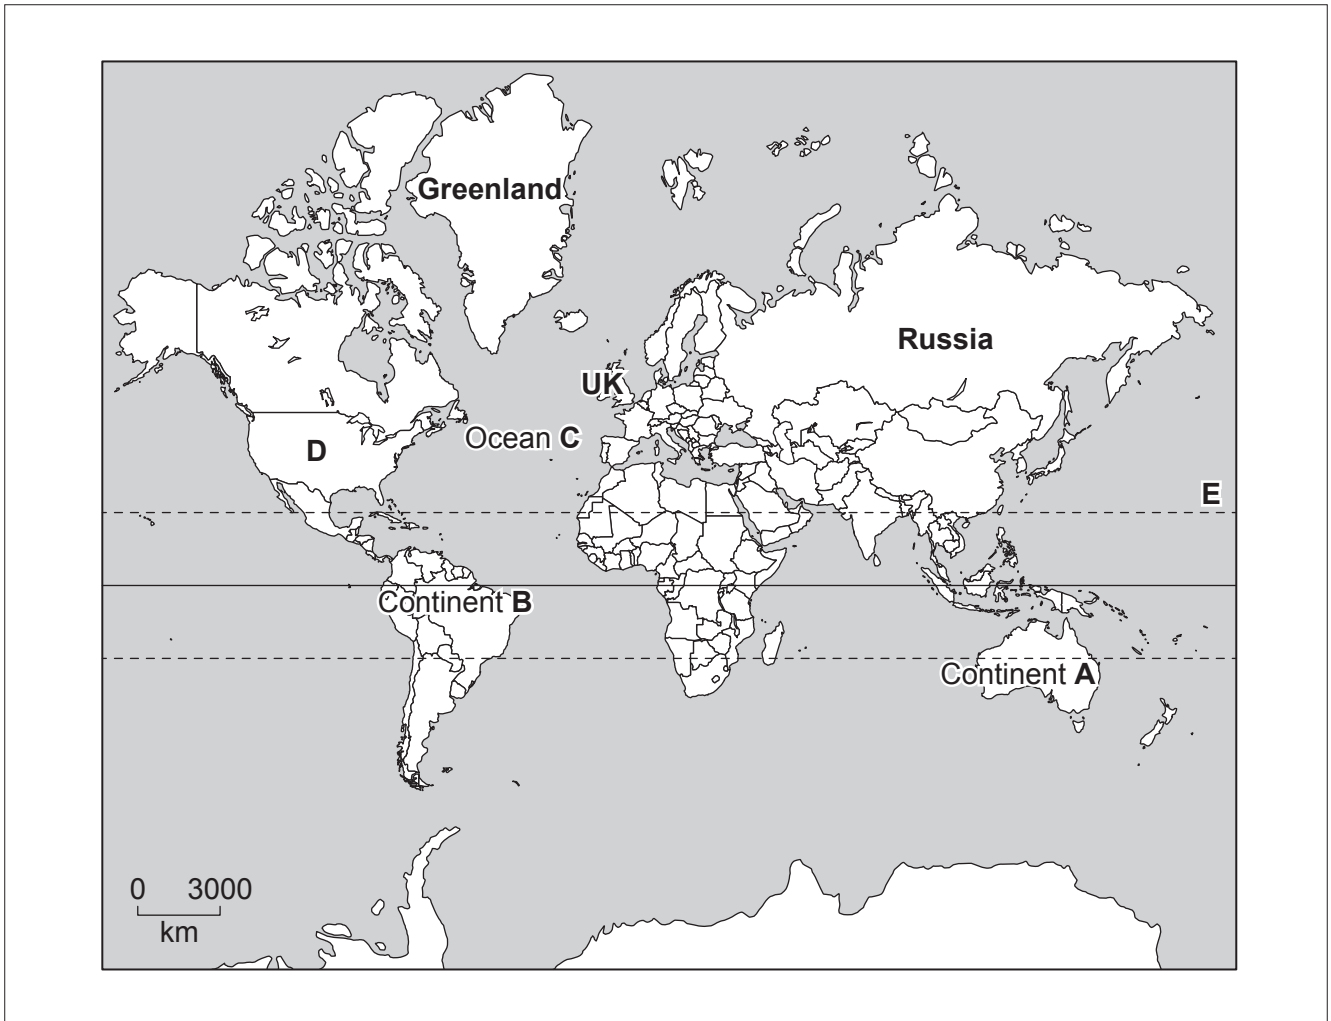 Greenland
Russia
UK
Ocean C
D
E
Continent B
Continent A
0 3000
km